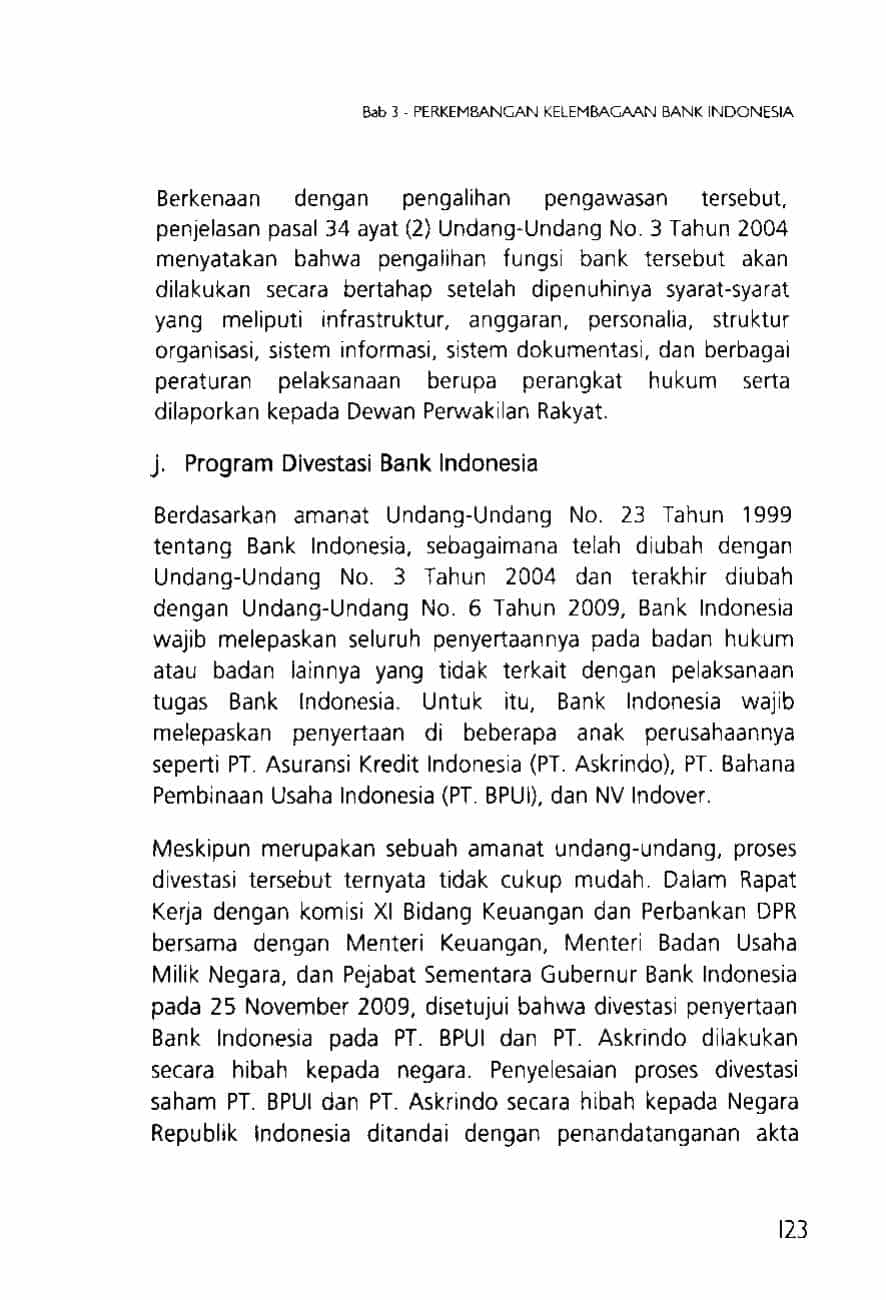 Bab 3 - PERKEMBANGAN KELEMBAGAAN BANK INDONESIA
Berkenaan dengan pengalihan pengawasan tersebut,
penjelasan pasal 34 ayat (2) Undang-Undang No. 3 Tahun 2004
menyatakan bahwa pengalihan fungsi bank tersebut akan
dilakukan secara bertahap setelah dipenuhinya syarat-syarat
yang meliputi infrastruktur, anggaran, personalia, struktur
organisasi, sistem informasi, sistem dokumentasi, dan berbagai
peraturan pelaksanaan berupa perangkat hukum serta
dilaporkan kepada Dewan Perwakilan Rakyat.
j. Program Divestasi Bank Indonesia
Berdasarkan amanat Undang-Undang No. 23 Tahun 1999
tentang Bank Indonesia, sebagaimana telah diubah dengan
Undang-Undang No. 3 Tahun 2004 dan terakhir diubah
dengan Undang-Undang No. 6 Tahun 2009, Bank Indonesia
wajib melepaskan seluruh penyertaannya pada badan hukum
atau badan lainnya yang tidak terkait dengan pelaksanaan
tugas Bank Indonesia. Untuk itu, Bank Indonesia wajib
melepaskan penyertaan di beberapa anak perusahaannya
seperti PT. Asuransi Kredit Indonesia (PT. Askrindo), PT. Bahana
Pembinaan Usaha Indonesia (PT. BPUI), dan NV Indover.
Meskipun merupakan sebuah amanat undang-undang, proses
divestasi tersebut ternyata tidak cukup mudah. Dalam Rapat
Kerja dengan komisi XI Bidang Keuangan dan Perbankan DPR
bersama dengan Menteri Keuangan, Menteri Badan Usaha
Milik Negara, dan Pejabat Sementara Gubernur Bank Indonesia
pada 25 November 2009, disetujui bahwa divestasi penyertaan
Bank Indonesia pada PT. BPUI dan PT. Askrindo dilakukan
secara hibah kepada negara. Penyelesaian proses divestasi
saham PT. BPUI dan PT. Askrindo secara hibah kepada Negara
Republik Indonesia ditandai dengan penandatanganan akta
123